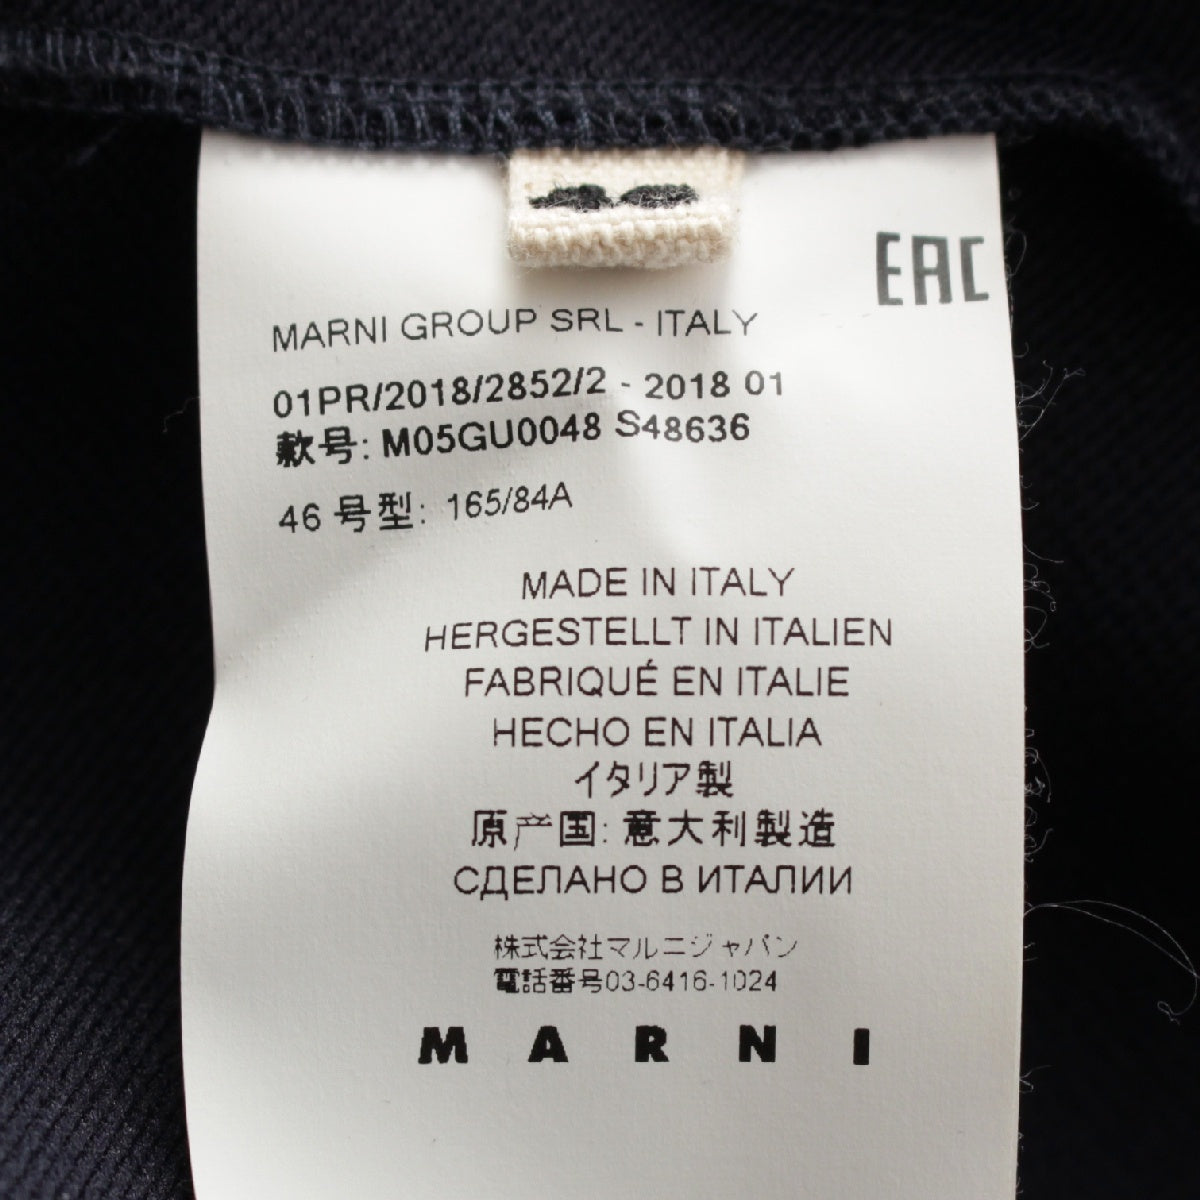 EAC
MARNI GROUP SRL - ITALY
01PR/2018/2852/2 - 2018 01
款号: M05GU0048 S48636
46 号型: 165/84A
MADE IN ITALY
HERGESTELLT IN ITALIEN
FABRIQUÉ EN ITALIE
HECHO EN ITALIA
イタリア製
原产国: 意大利製造
СДЕЛАНО В ИТАЛИИ
株式会社マルニジャパン
電話番号03-6416-1024
MARNI